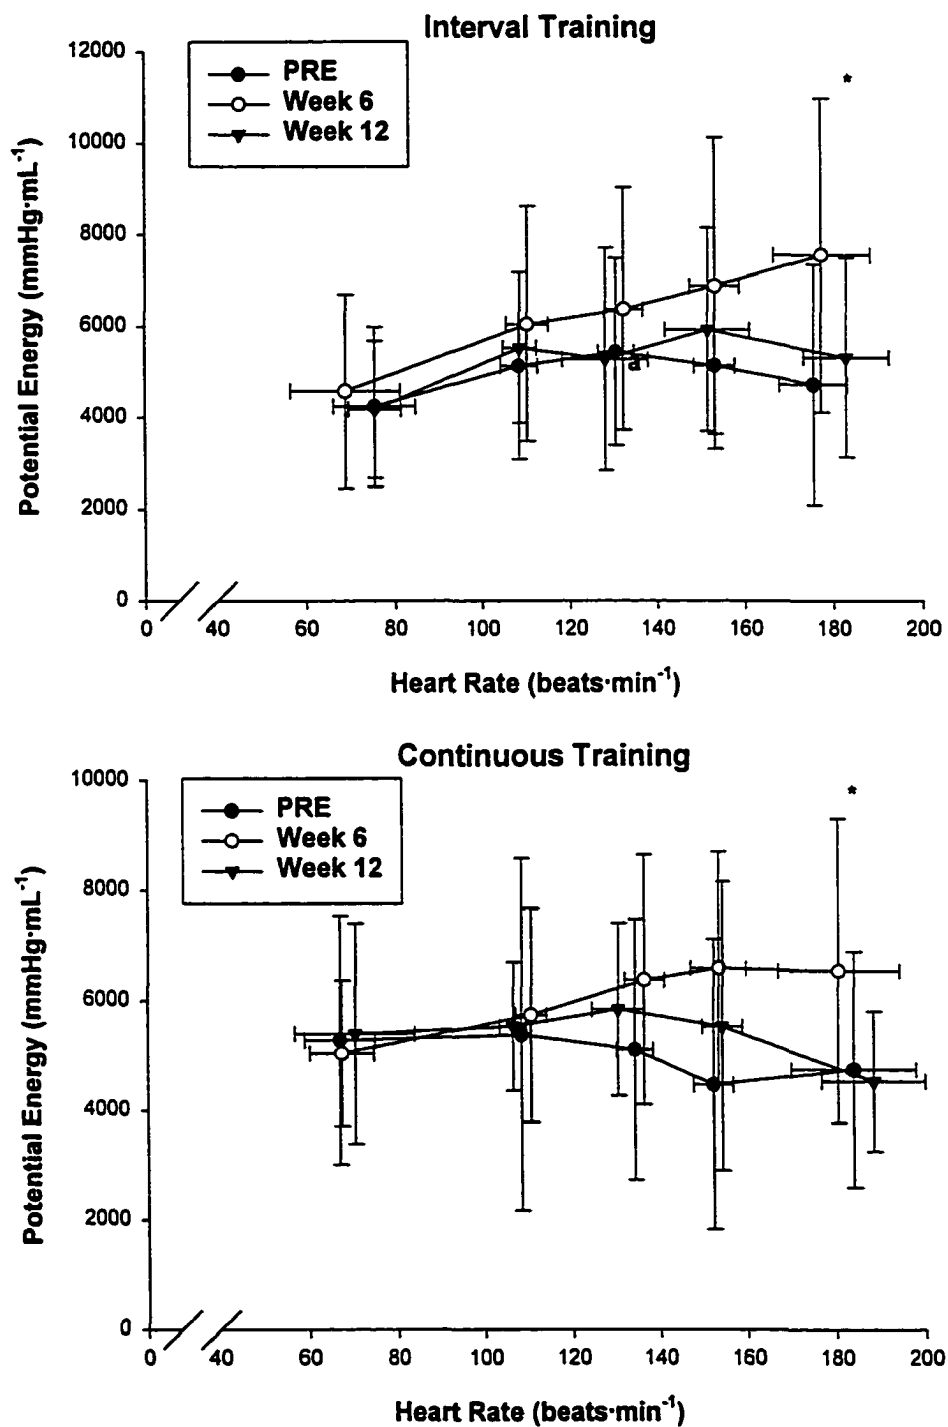 Interval Training
12000
10000
8000
6000
4000
2000
0
Potential Energy (mmHg·mL⁻¹)
PRE
Week 6
Week 12
*
a
0 40 60 80 100 120 140 160 180 200
Heart Rate (beats·min⁻¹)
Continuous Training
10000
8000
6000
4000
2000
0
Potential Energy (mmHg·mL⁻¹)
PRE
Week 6
Week 12
*
0 40 60 80 100 120 140 160 180 200
Heart Rate (beats·min⁻¹)